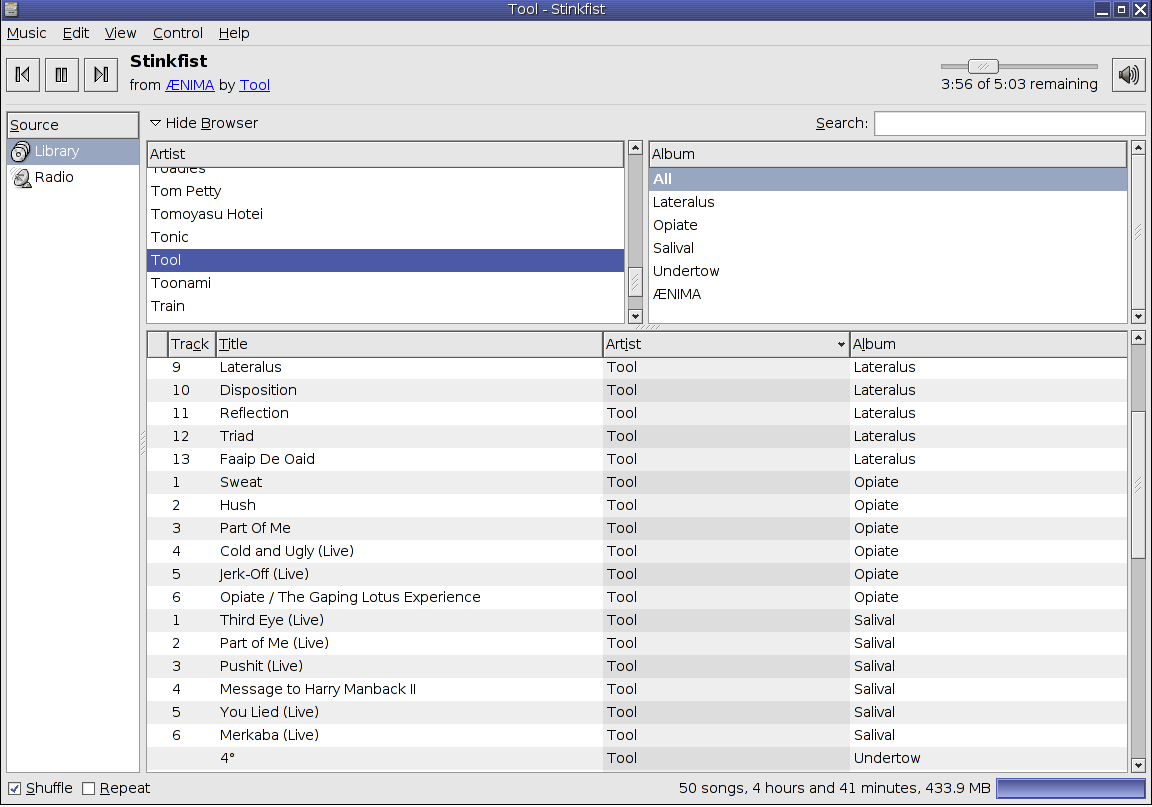 Tool - Stinkfist
Music Edit View Control Help
Stinkfist
from ÆNIMA by Tool
3:56 of 5:03 remaining
Source
Library
Radio
Hide Browser
Search:
Artist
Toadies
Tom Petty
Tomoyasu Hotei
Tonic
Tool
Toonami
Train
Album
All
Lateralus
Opiate
Salival
Undertow
ÆNIMA
Track Title Artist Album
9 Lateralus Tool Lateralus
10 Disposition Tool Lateralus
11 Reflection Tool Lateralus
12 Triad Tool Lateralus
13 Faaip De Oaid Tool Lateralus
1 Sweat Tool Opiate
2 Hush Tool Opiate
3 Part Of Me Tool Opiate
4 Cold and Ugly (Live) Tool Opiate
5 Jerk-Off (Live) Tool Opiate
6 Opiate / The Gaping Lotus Experience Tool Opiate
1 Third Eye (Live) Tool Salival
2 Part of Me (Live) Tool Salival
3 Pushit (Live) Tool Salival
4 Message to Harry Manback II Tool Salival
5 You Lied (Live) Tool Salival
6 Merkaba (Live) Tool Salival
4° Tool Undertow
Shuffle Repeat
50 songs, 4 hours and 41 minutes, 433.9 MB